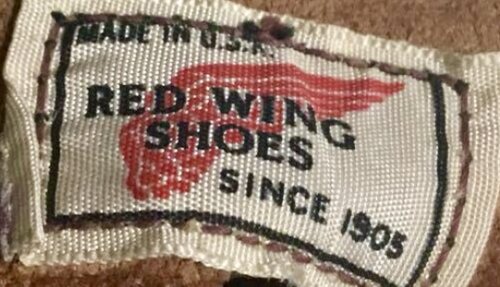 MADE IN U.S.A.
RED WING
SHOES
SINCE 1905